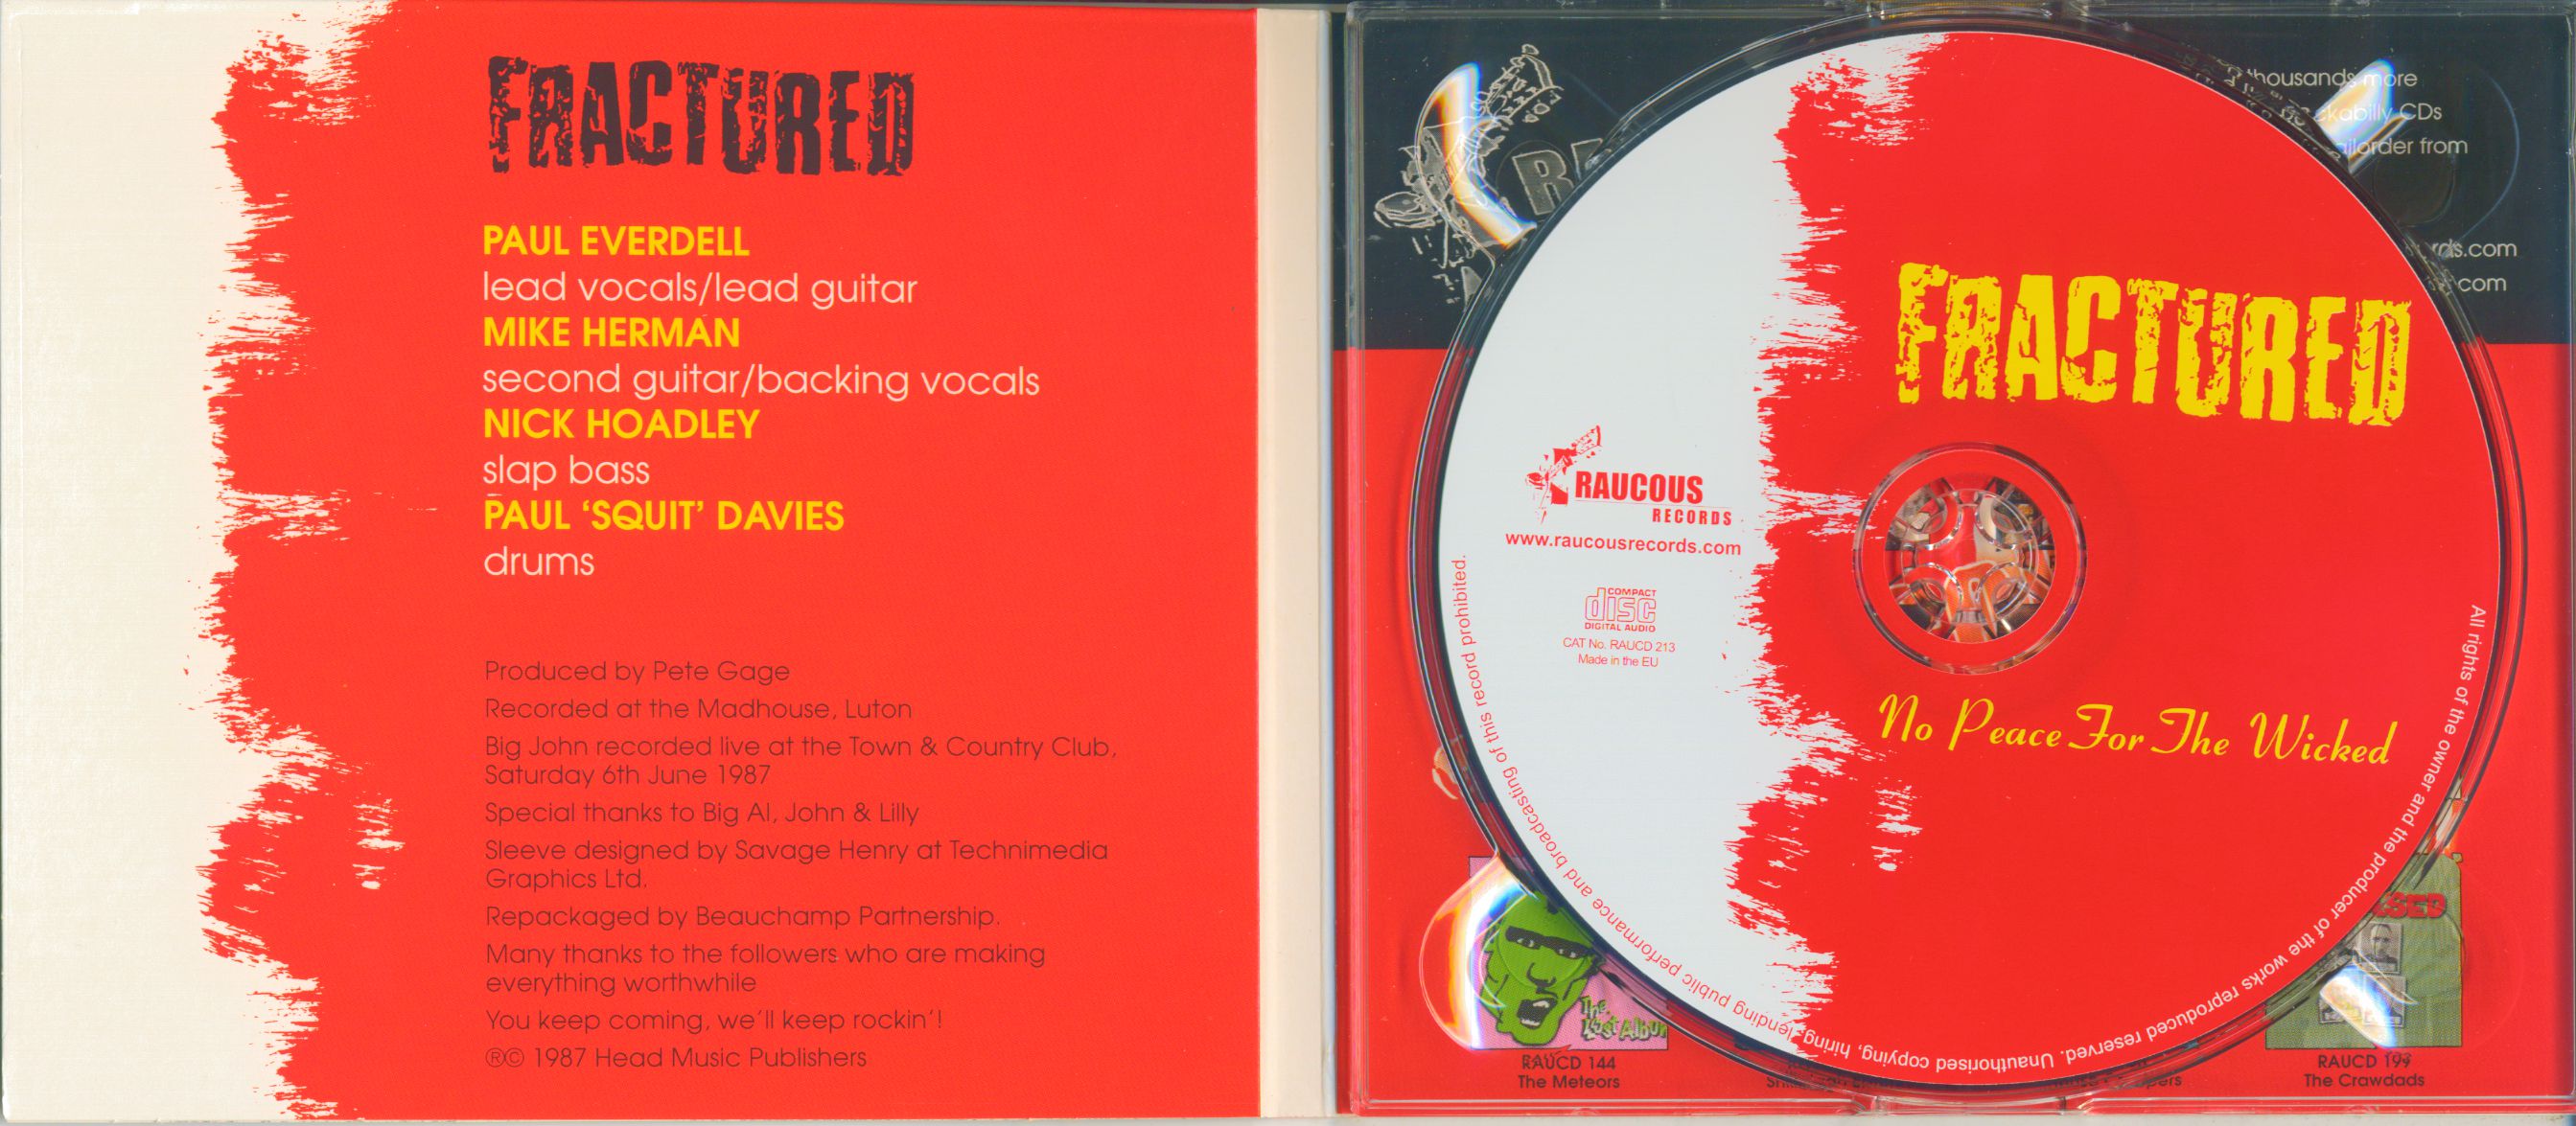 FRACTURED
PAUL EVERDELL
lead vocals/lead guitar
MIKE HERMAN
second guitar/backing vocals
NICK HOADLEY
slap bass
PAUL ‘SQUIT’ DAVIES
drums
Produced by Pete Gage
Recorded at the Madhouse, Luton
Big John recorded live at the Town & Country Club,
Saturday 6th June 1987
Special thanks to Big Al, John & Lilly
Sleeve designed by Savage Henry at Technimedia
Graphics Ltd.
Repackaged by Beauchamp Partnership.
Many thanks to the followers who are making
everything worthwhile
You keep coming, we’ll keep rockin’!
®© 1987 Head Music Publishers
thousands more
CDs
from
.com
FRACTURED
RAUCOUS
RECORDS
www.raucousrecords.com
COMPACT
disc
DIGITAL AUDIO
CAT No. RAUCD 213
Made in the EU
No Peace For The Wicked
All rights of the owner and the producer of the works reproduced reserved. Unauthorised copying, hiring, lending, public performance and broadcasting of this record prohibited.
The Lost Album
RAUCD 144
The Meteors
RAUCD 199
The Crawdads